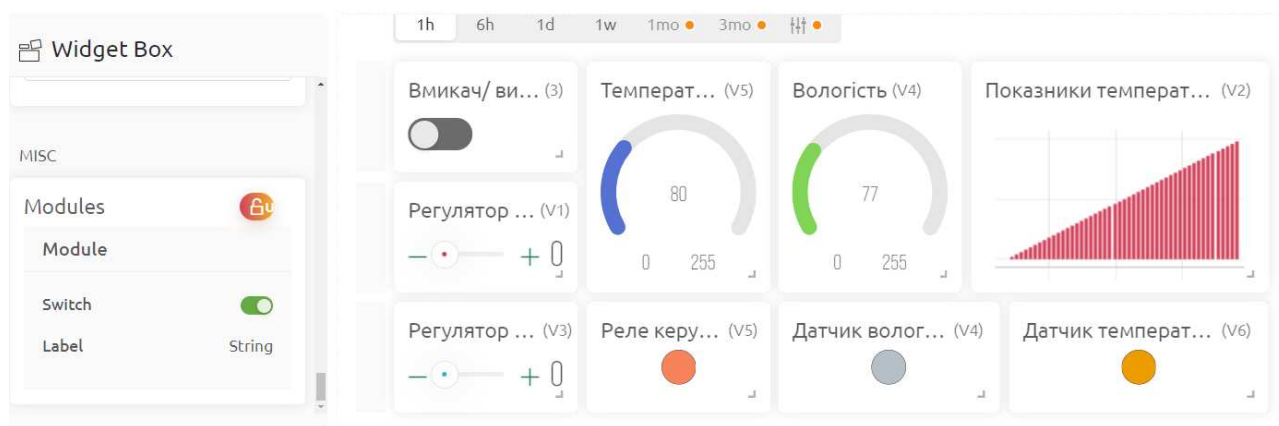 Widget Box
MISC
Modules
Module
Switch
Label String
1h 6h 1d 1w 1mo 3mo
Вмикач/ ви... (3)
Температ... (V5)
80
0 255
Вологість (V4)
77
0 255
Показники температ... (V2)
Регулятор ... (V1)
− + 0
Регулятор ... (V3)
− + 0
Реле керу... (V5)
Датчик волог... (V4)
Датчик температ... (V6)